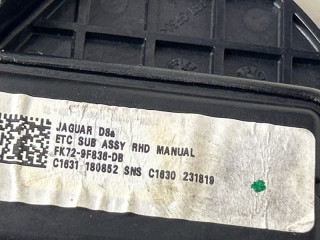 JAGUAR D8a
ETC SUB ASSY RHD MANUAL
FK72-9F836-DB
C1631 180852 SNS C1630 231819